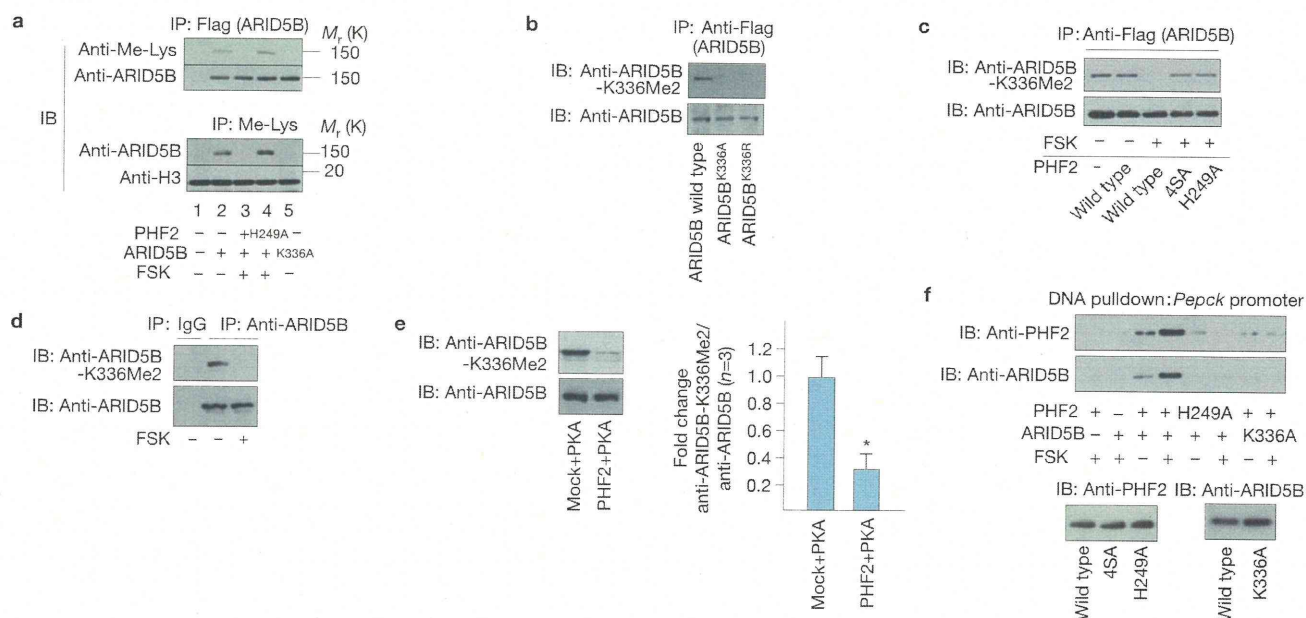 a
IP: Flag (ARID5B)
Mr (K)
Anti-Me-Lys
150
Anti-ARID5B
150
IB
IP: Me-Lys
Mr (K)
Anti-ARID5B
150
20
Anti-H3
1 2 3 4 5
PHF2 – – + H249A –
ARID5B – + + + K336A
FSK – – + + –
b
IP: Anti-Flag
(ARID5B)
IB: Anti-ARID5B
-K336Me2
IB: Anti-ARID5B
ARID5B wild type
ARID5B K336A
ARID5B K336R
c
IP: Anti-Flag (ARID5B)
IB: Anti-ARID5B
-K336Me2
IB: Anti-ARID5B
FSK – – + + +
PHF2 – Wild type Wild type 4SA H249A
d
IP: IgG IP: Anti-ARID5B
IB: Anti-ARID5B
-K336Me2
IB: Anti-ARID5B
FSK – – +
e
IB: Anti-ARID5B
-K336Me2
IB: Anti-ARID5B
Mock+PKA
PHF2+PKA
Fold change
anti-ARID5B-K336Me2/
anti-ARID5B (n=3)
1.2
1.0
0.8
0.6
0.4
0.2
*
Mock+PKA
PHF2+PKA
f
DNA pulldown: Pepck promoter
IB: Anti-PHF2
IB: Anti-ARID5B
PHF2 + – + + H249A + +
ARID5B – + + + + + K336A
FSK + + – + – + – +
IB: Anti-PHF2 IB: Anti-ARID5B
Wild type
4SA
H249A
Wild type
K336A